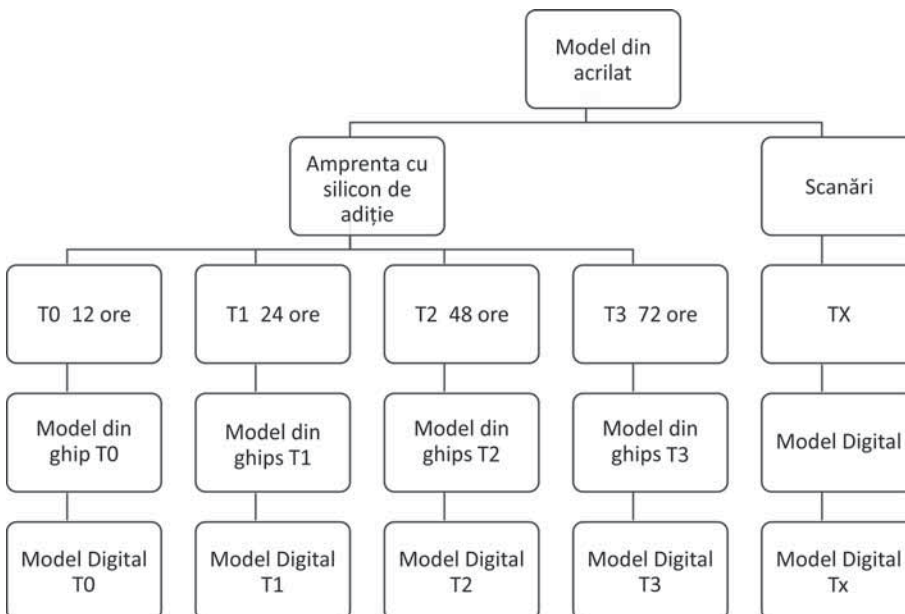 Model din
acrilat
Amprenta cu
silicon de
adiție
Scanări
T0 12 ore
T1 24 ore
T2 48 ore
T3 72 ore
TX
Model din
ghip T0
Model din
ghips T1
Model din
ghips T2
Model din
ghips T3
Model Digital
Model Digital
T0
Model Digital
T1
Model Digital
T2
Model Digital
T3
Model Digital
Tx